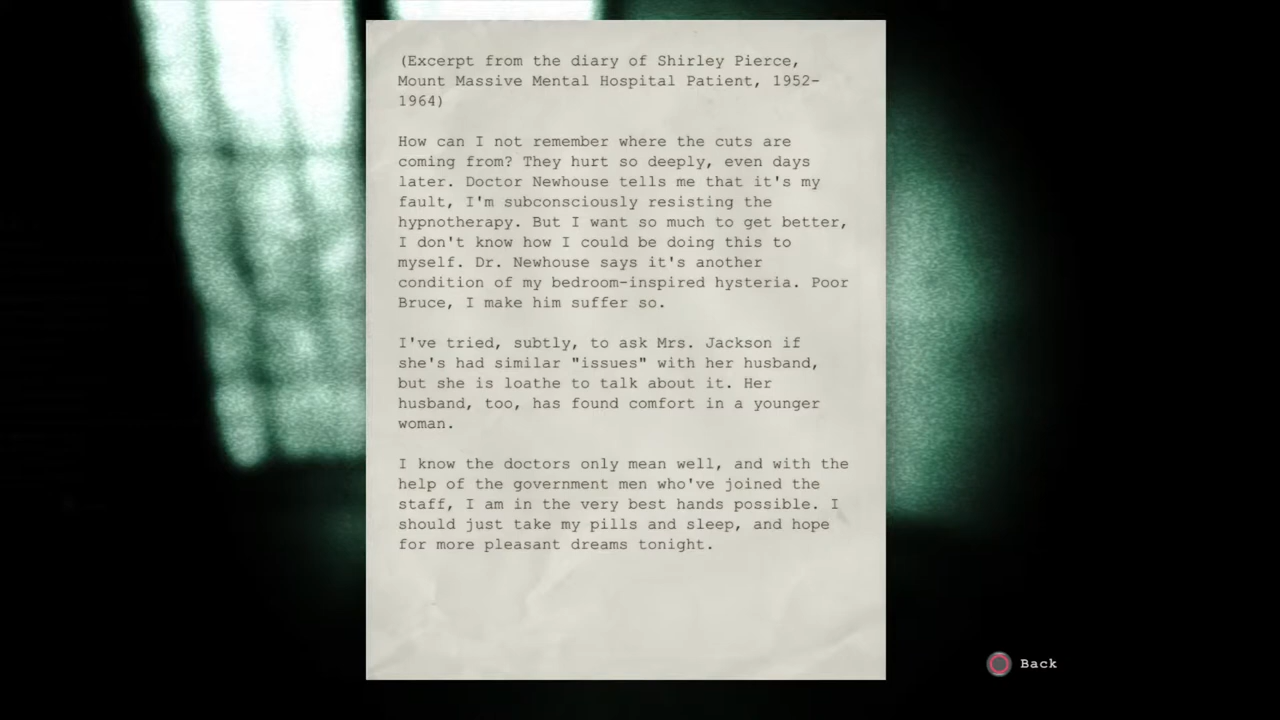 (Excerpt from the diary of Shirley Pierce,
Mount Massive Mental Hospital Patient, 1952-
1964)
How can I not remember where the cuts are
coming from? They hurt so deeply, even days
later. Doctor Newhouse tells me that it's my
fault, I'm subconsciously resisting the
hypnotherapy. But I want so much to get better,
I don't know how I could be doing this to
myself. Dr. Newhouse says it's another
condition of my bedroom-inspired hysteria. Poor
Bruce, I make him suffer so.
I've tried, subtly, to ask Mrs. Jackson if
she's had similar "issues" with her husband,
but she is loathe to talk about it. Her
husband, too, has found comfort in a younger
woman.
I know the doctors only mean well, and with the
help of the government men who've joined the
staff, I am in the very best hands possible. I
should just take my pills and sleep, and hope
for more pleasant dreams tonight.
Back